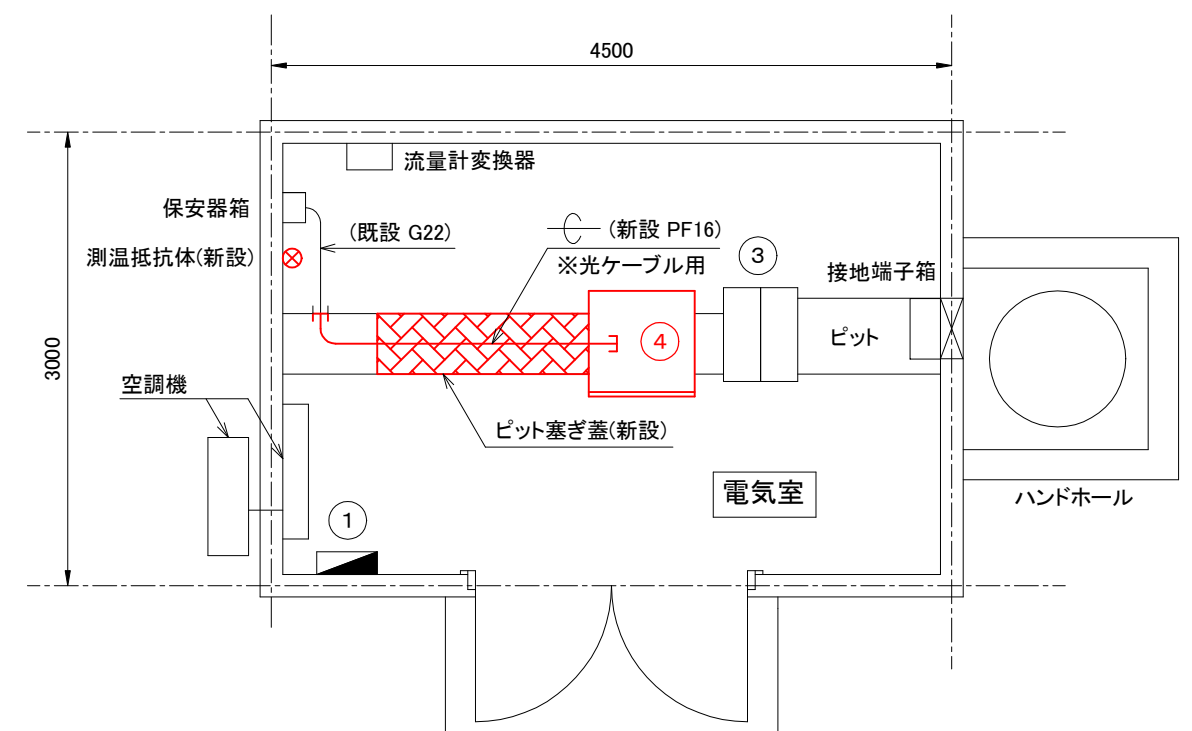 4500
流量計変換器
保安器箱
(既設 G22)
(新設 PF16)
※光ケーブル用
測温抵抗体(新設)
3
接地端子箱
4
ピット
3000
空調機
ピット塞ぎ蓋(新設)
電気室
ハンドホール
1